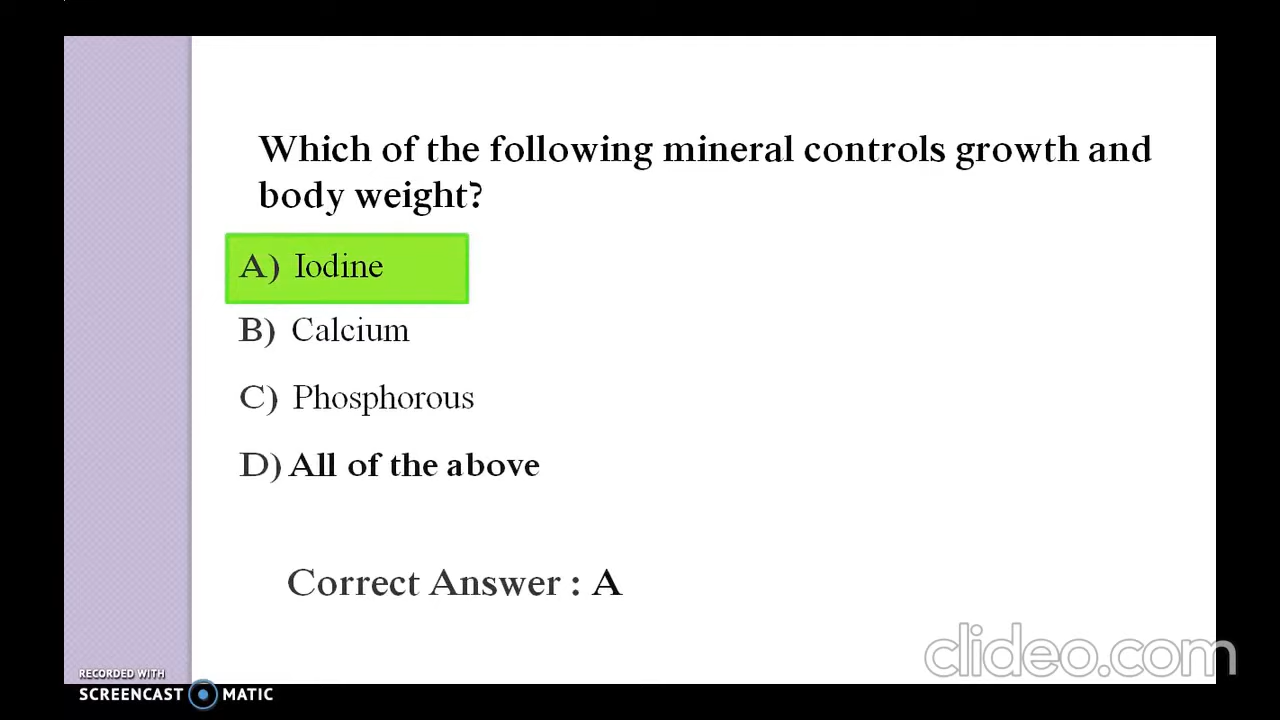 Which of the following mineral controls growth and
body weight?
A) Iodine
B) Calcium
C) Phosphorous
D) All of the above
Correct Answer : A
clideo.com
RECORDED WITH
SCREENCAST MATIC